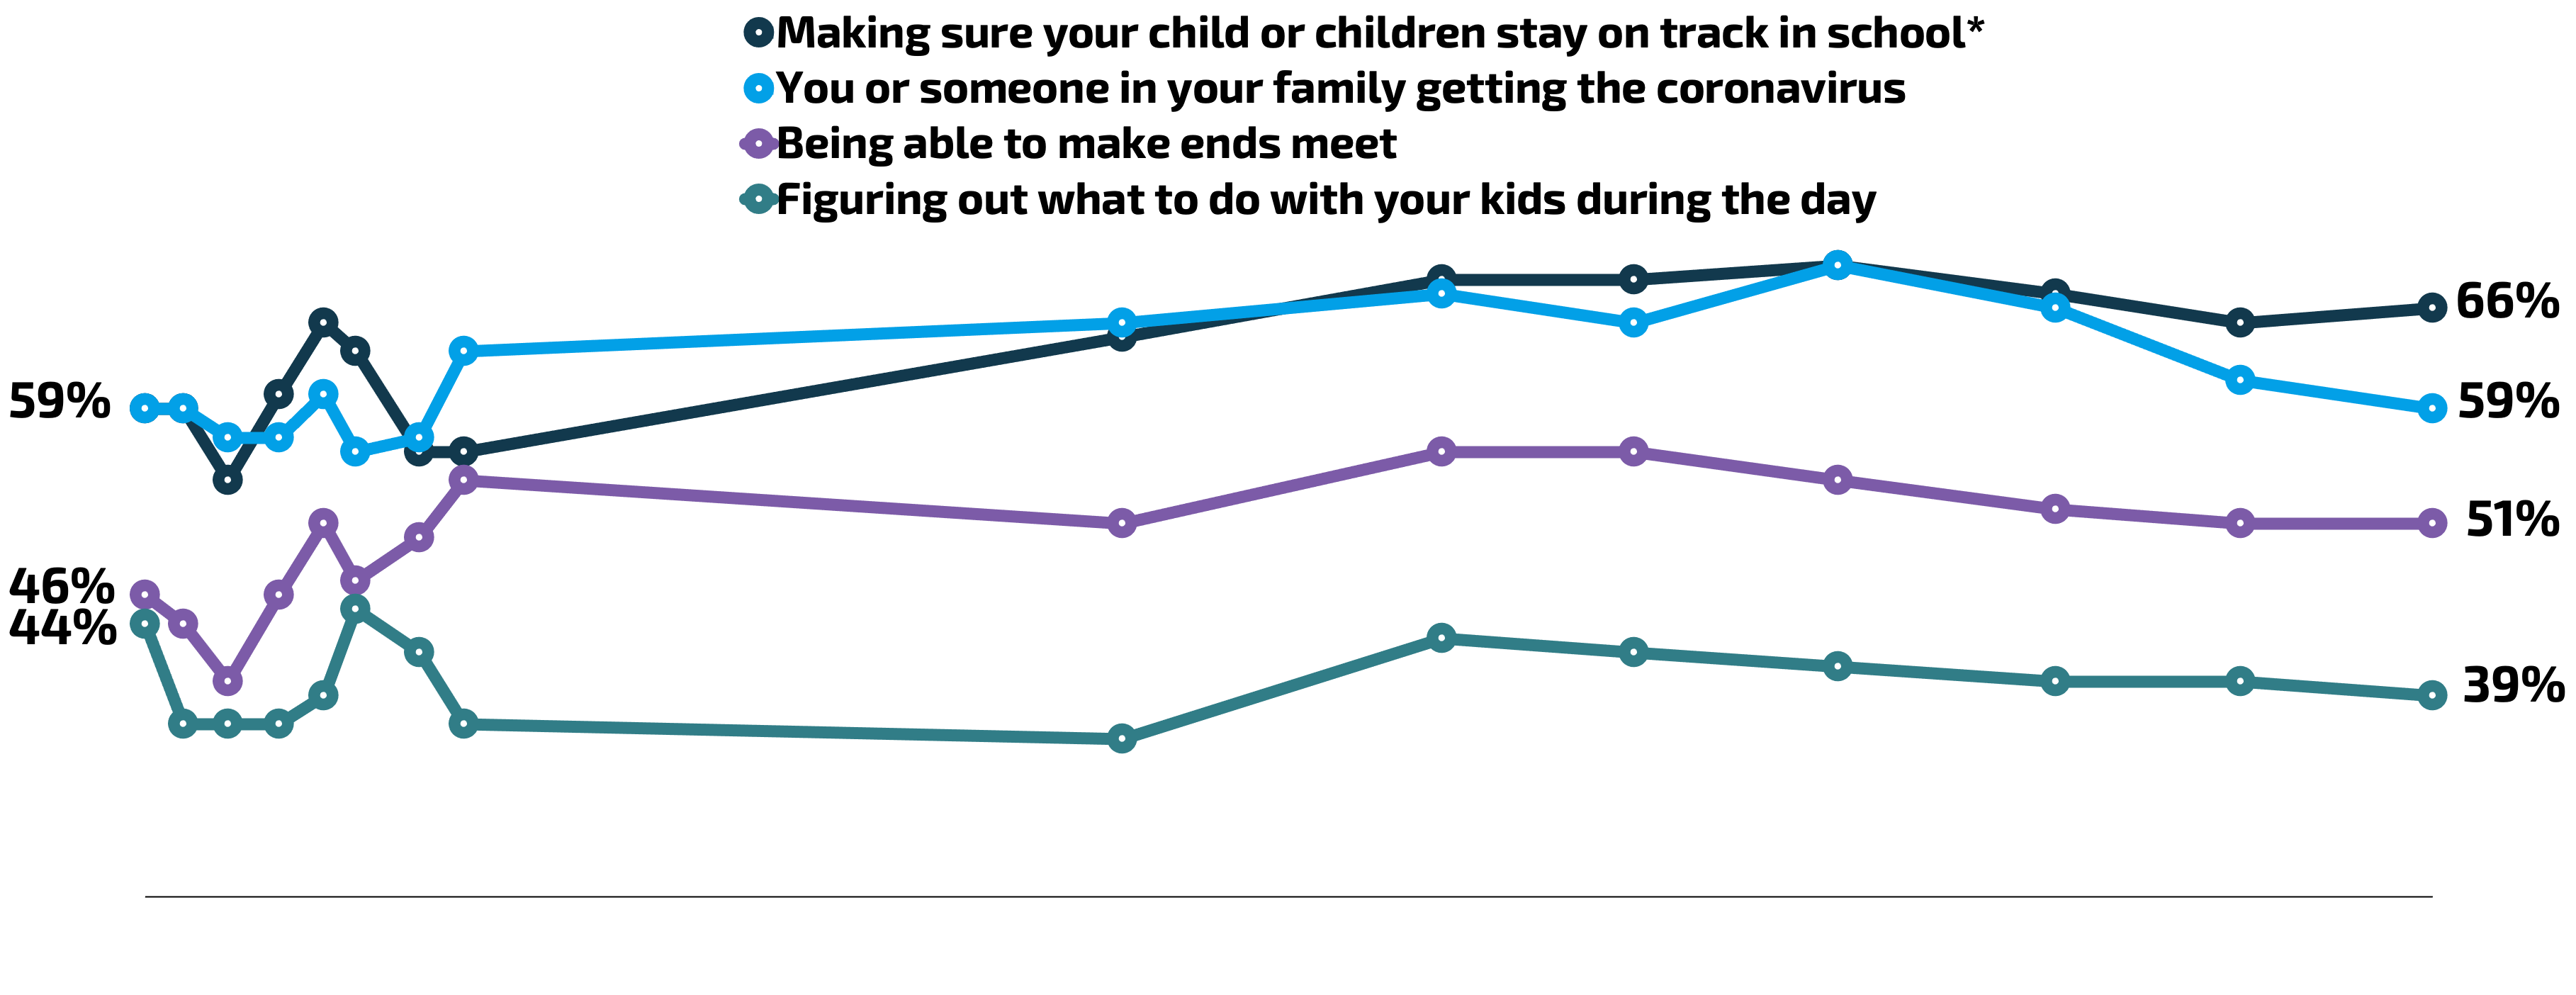 Making sure your child or children stay on track in school*
You or someone in your family getting the coronavirus
Being able to make ends meet
Figuring out what to do with your kids during the day
66%
59%
59%
51%
46%
44%
39%